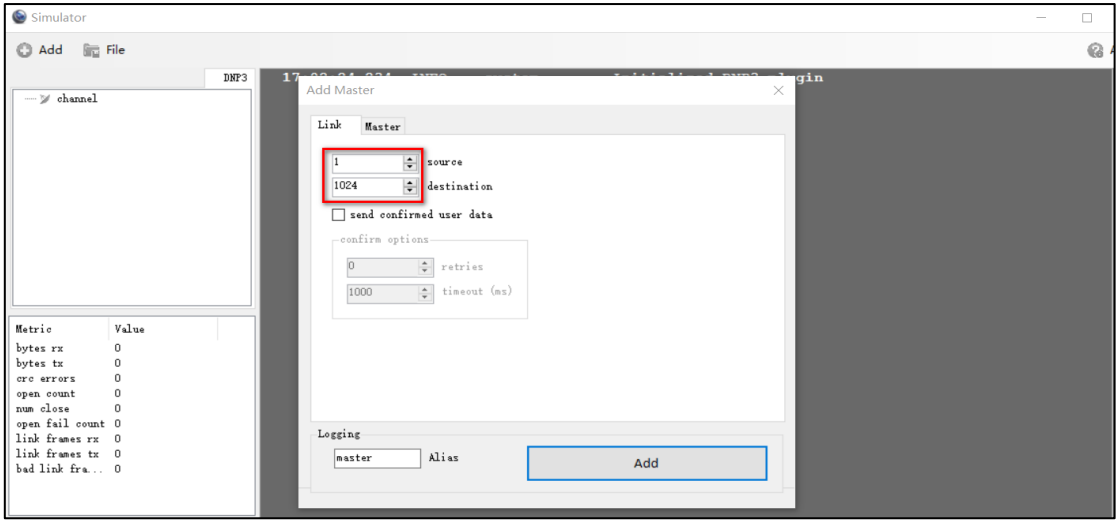 Simulator
Add File
DNP3
channel
Add Master
Link Master
1 source
1024 destination
send confirmed user data
confirm options
0 retries
1000 timeout (ms)
Metric Value
bytes rx 0
bytes tx 0
crc errors 0
open count 0
num close 0
open fail count 0
link frames rx 0
link frames tx 0
bad link fra... 0
Logging
master Alias
Add